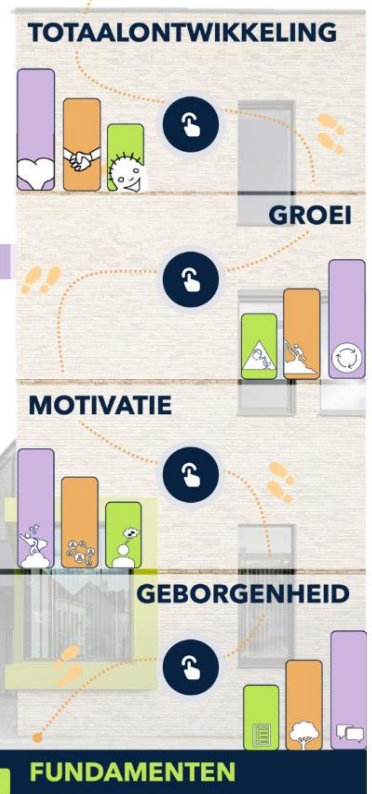 TOTAALONTWIKKELING
GROEI
MOTIVATIE
GEBORGENHEID
FUNDAMENTEN